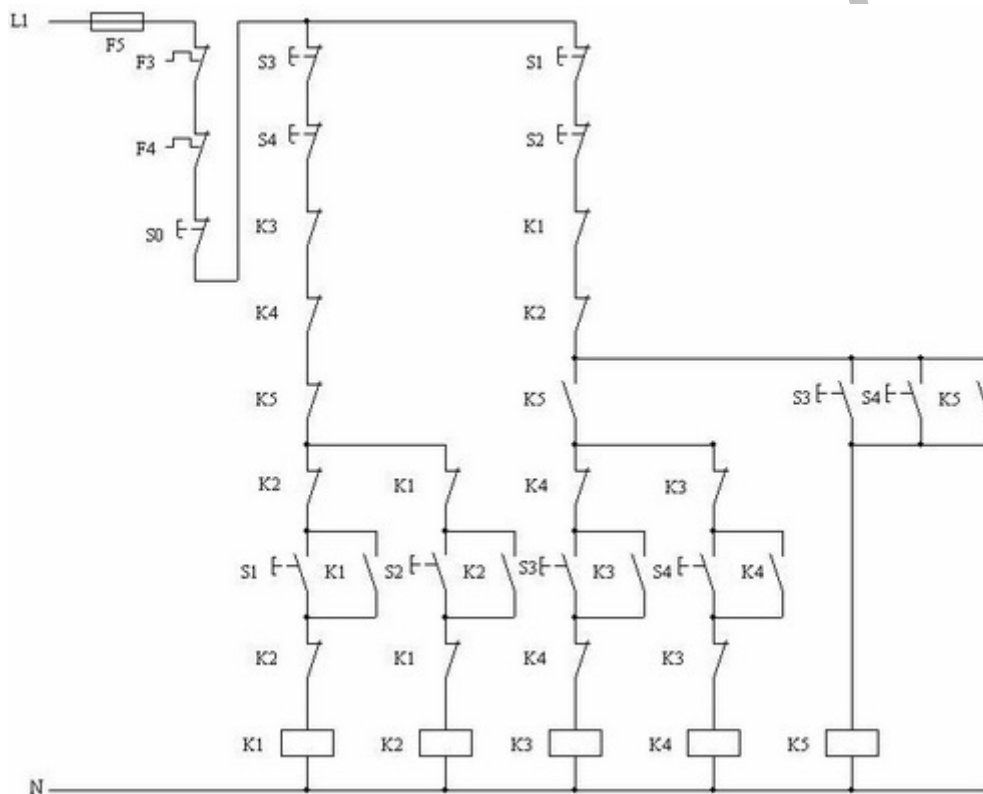 L1
F5
F3 S3 S1
F4 S4 S2
S0 K3 K1
K4 K2
K5 K5 S3 S4 K5
K2 K1 K4 K3
S1 K1 S2 K2 S3 K3 S4 K4
K2 K1 K4 K3
K1 K2 K3 K4 K5
N